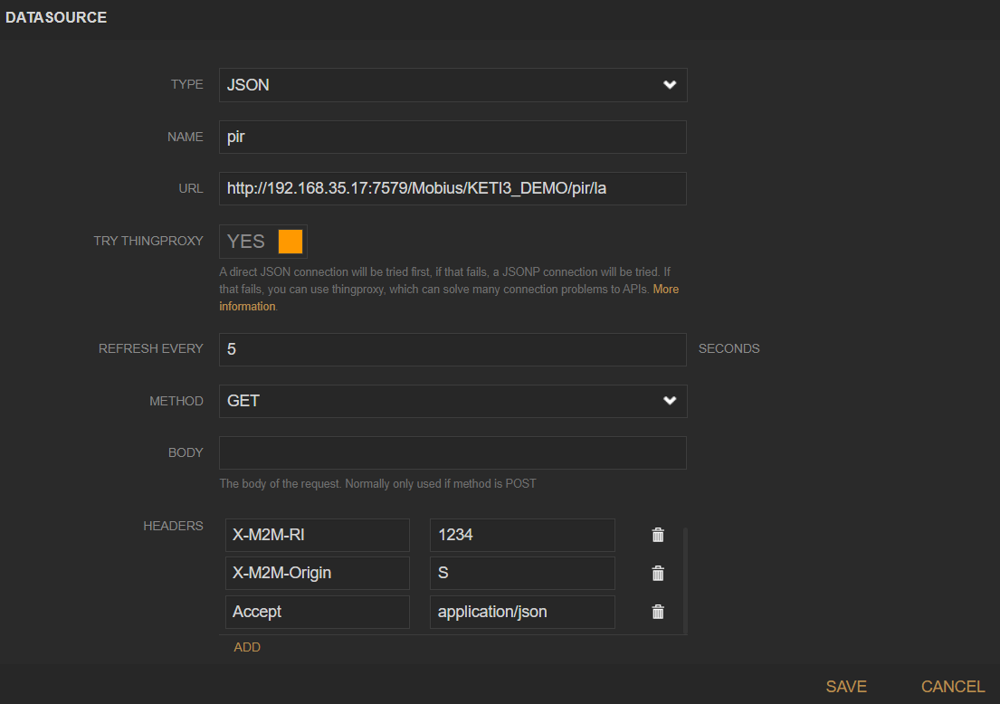 DATASOURCE
TYPE JSON
NAME pir
URL http://192.168.35.17:7579/Mobius/KETI3_DEMO/pir/la
TRY THINGPROXY YES
A direct JSON connection will be tried first, if that fails, a JSONP connection will be tried. If
that fails, you can use thingproxy, which can solve many connection problems to APIs. More
information.
REFRESH EVERY 5 SECONDS
METHOD GET
BODY
The body of the request. Normally only used if method is POST
HEADERS X-M2M-RI 1234
X-M2M-Origin S
Accept application/json
ADD
SAVE CANCEL